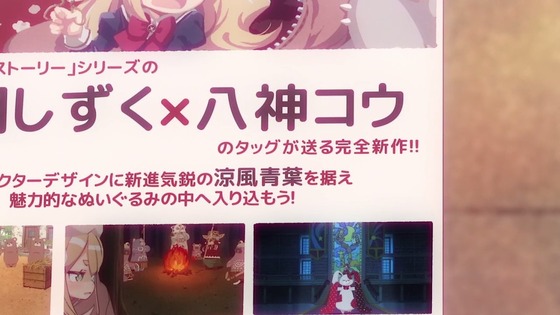 ストーリー」シリーズの
しずく×八神コウ
のタッグが送る完全新作!!
クターデザインに新進気鋭の涼風青葉を据え
魅力的なぬいぐるみの中へ入り込もう!